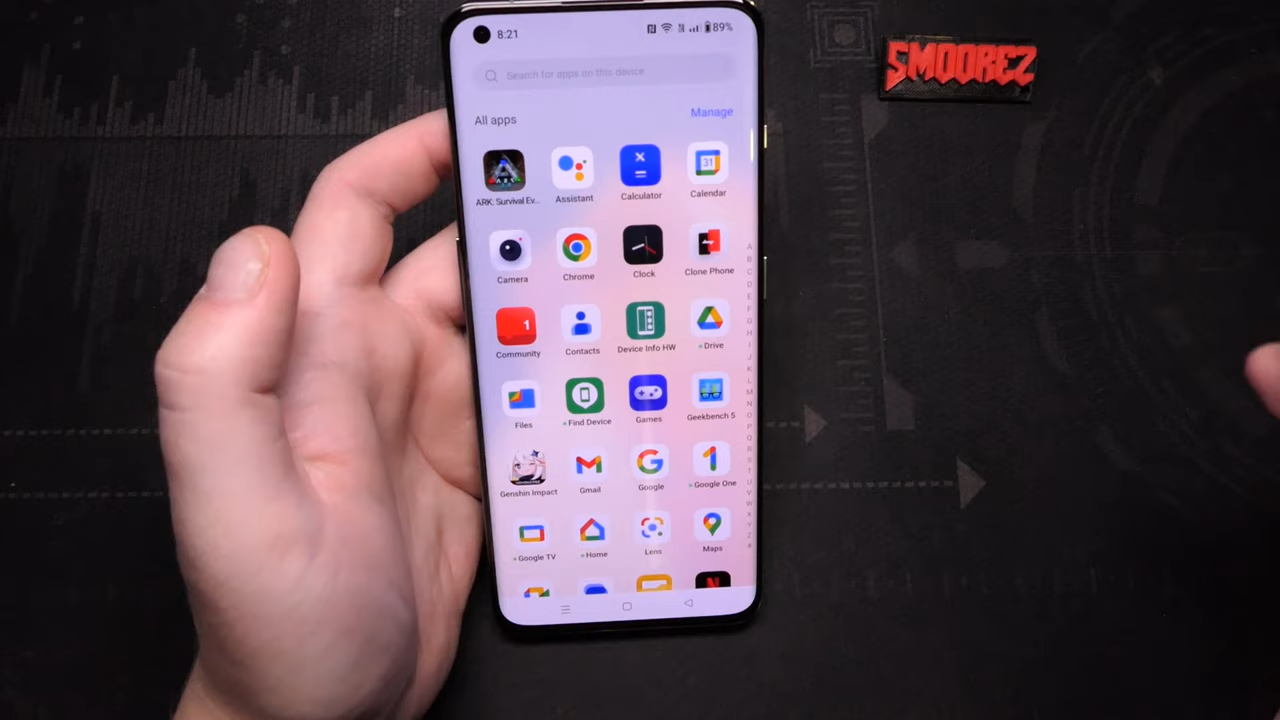 8:21 89%
SMOOREZ
Search for apps on this device
All apps Manage
31
ARK: Survival Ev... Assistant Calculator Calendar
Camera Chrome Clock Clone Phone
1
Community Contacts Device Info HW Drive
Files Find Device Games Geekbench 5
Genshin Impact Gmail Google Google One
Google TV Home Lens Maps
N
A
B
C
D
E
F
G
H
I
J
K
L
M
N
O
P
Q
R
S
T
U
V
W
X
Y
Z
#